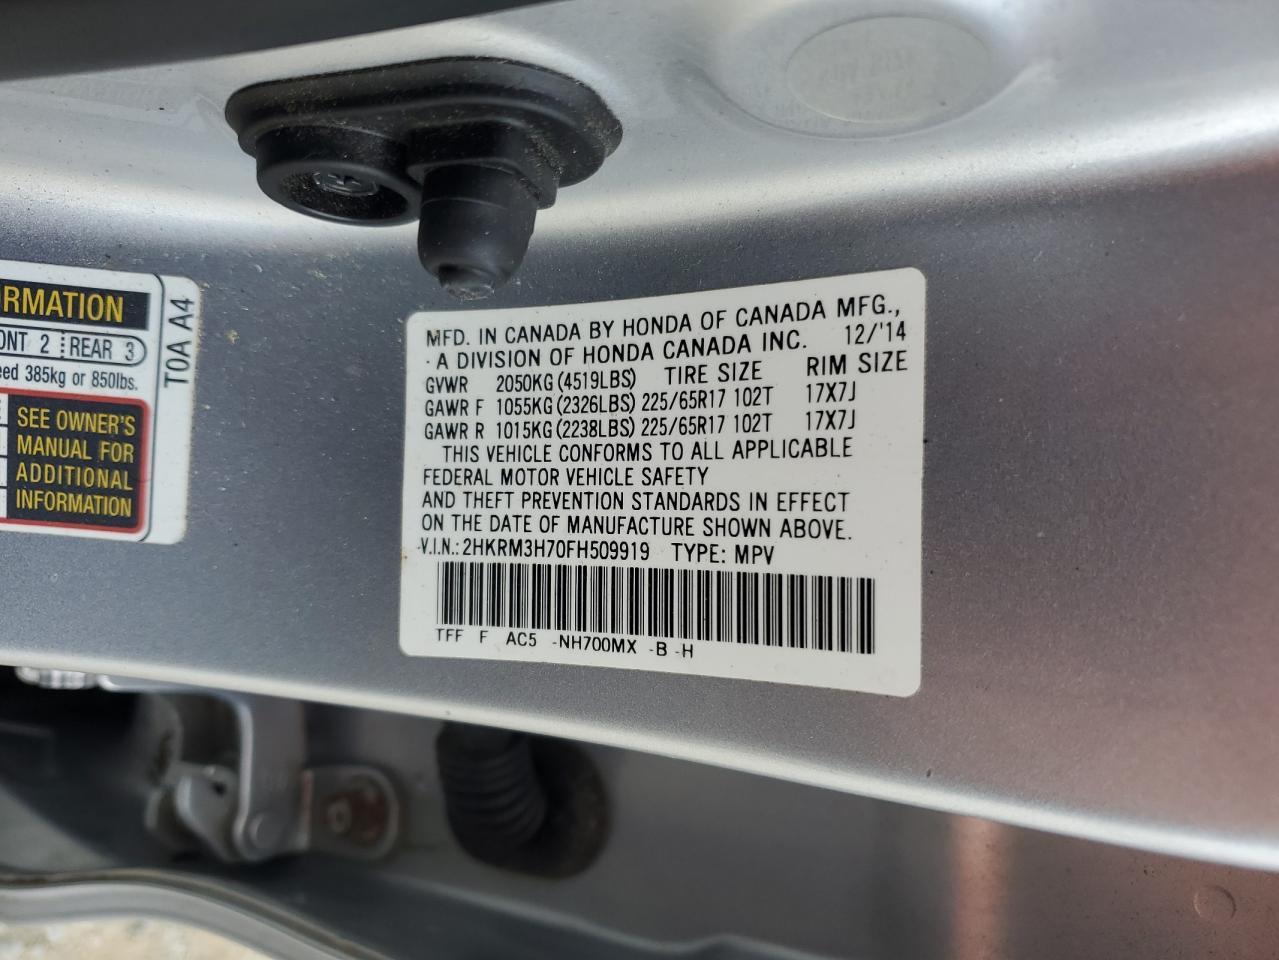 RMATION
ONT 2 REAR 3
eed 385kg or 850lbs.
SEE OWNER'S
MANUAL FOR
ADDITIONAL
INFORMATION
T0A A4
MFD. IN CANADA BY HONDA OF CANADA MFG.,
A DIVISION OF HONDA CANADA INC. 12/'14
GVWR 2050KG (4519LBS) TIRE SIZE RIM SIZE
GAWR F 1055KG (2326LBS) 225/65R17 102T 17X7J
GAWR R 1015KG (2238LBS) 225/65R17 102T 17X7J
THIS VEHICLE CONFORMS TO ALL APPLICABLE
FEDERAL MOTOR VEHICLE SAFETY
AND THEFT PREVENTION STANDARDS IN EFFECT
ON THE DATE OF MANUFACTURE SHOWN ABOVE.
V.I.N.: 2HKRM3H70FH509919 TYPE: MPV
TFF F AC5 -NH700MX -B -H